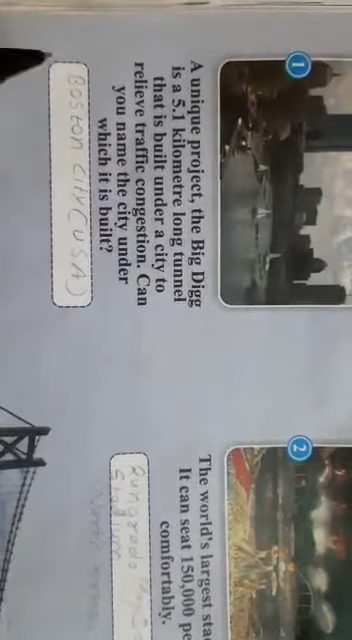 1
A unique project, the Big Digg
is a 5.1 kilometre long tunnel
that is built under a city to
relieve traffic congestion. Can
you name the city under
which it is built?
Boston City (USA)
2
The world's largest sta
It can seat 150,000 pe
comfortably.
Rungrado
Stadium